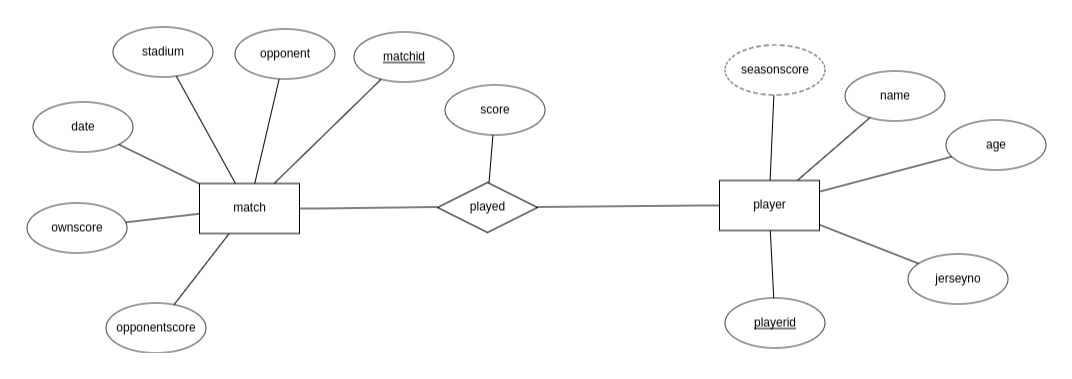 stadium
opponent
matchid
seasonscore
name
score
date
age
match
played
player
ownscore
jerseyno
opponentscore
playerid